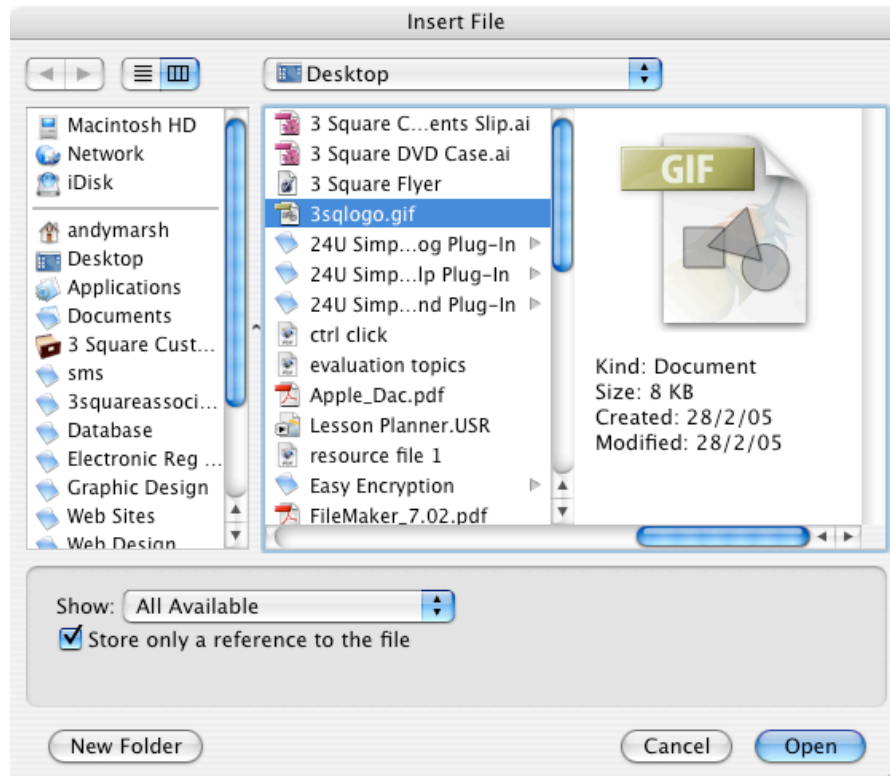 Insert File
Desktop
Macintosh HD
Network
iDisk
andymarsh
Desktop
Applications
Documents
3 Square Cust...
sms
3squareassoci...
Database
Electronic Reg ...
Graphic Design
Web Sites
Web Design
3 Square C...ents Slip.ai
3 Square DVD Case.ai
3 Square Flyer
3sqlogo.gif
24U Simp...og Plug-In
24U Simp...lp Plug-In
24U Simp...nd Plug-In
ctrl click
evaluation topics
Apple_Dac.pdf
Lesson Planner.USR
resource file 1
Easy Encryption
FileMaker_7.02.pdf
GIF
Kind: Document
Size: 8 KB
Created: 28/2/05
Modified: 28/2/05
Show: All Available
Store only a reference to the file
New Folder
Cancel
Open